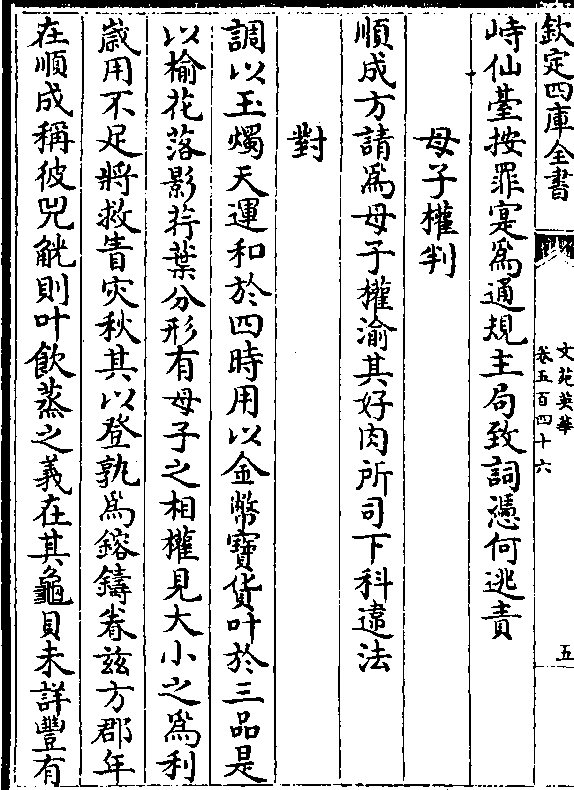 欽定四庫全書
文苑英華
卷五百四十六
五
峙仙臺按罪寔為通規主局致詞憑何逃責
母子權判
順成方請為母子權渝其好肉所司下科違法
對
調以玉燭天運和於四時用以金幣寶貨叶於三品是
以榆花落影荇葉分形有母子之相權見大小之為利
歳用不足將救眚灾秋其以登孰為鎔鑄眷兹方郡年
在順成稱彼兕觥則叶飲蒸之義在其龜貝未詳豐有